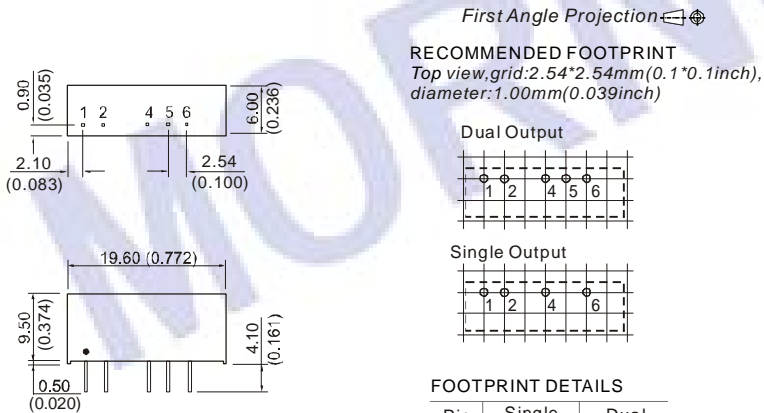 First Angle Projection
RECOMMENDED FOOTPRINT
Top view,grid:2.54*2.54mm(0.1*0.1inch),
diameter:1.00mm(0.039inch)
0.90
(0.035)
1 2 4 5 6
6.00
(0.236)
2.10
(0.083)
2.54
(0.100)
Dual Output
1 2 4 5 6
Single Output
1 2 4 6
19.60 (0.772)
9.50
(0.374)
4.10
(0.161)
0.50
(0.020)
FOOTPRINT DETAILS
Pin Single Dual
MORN